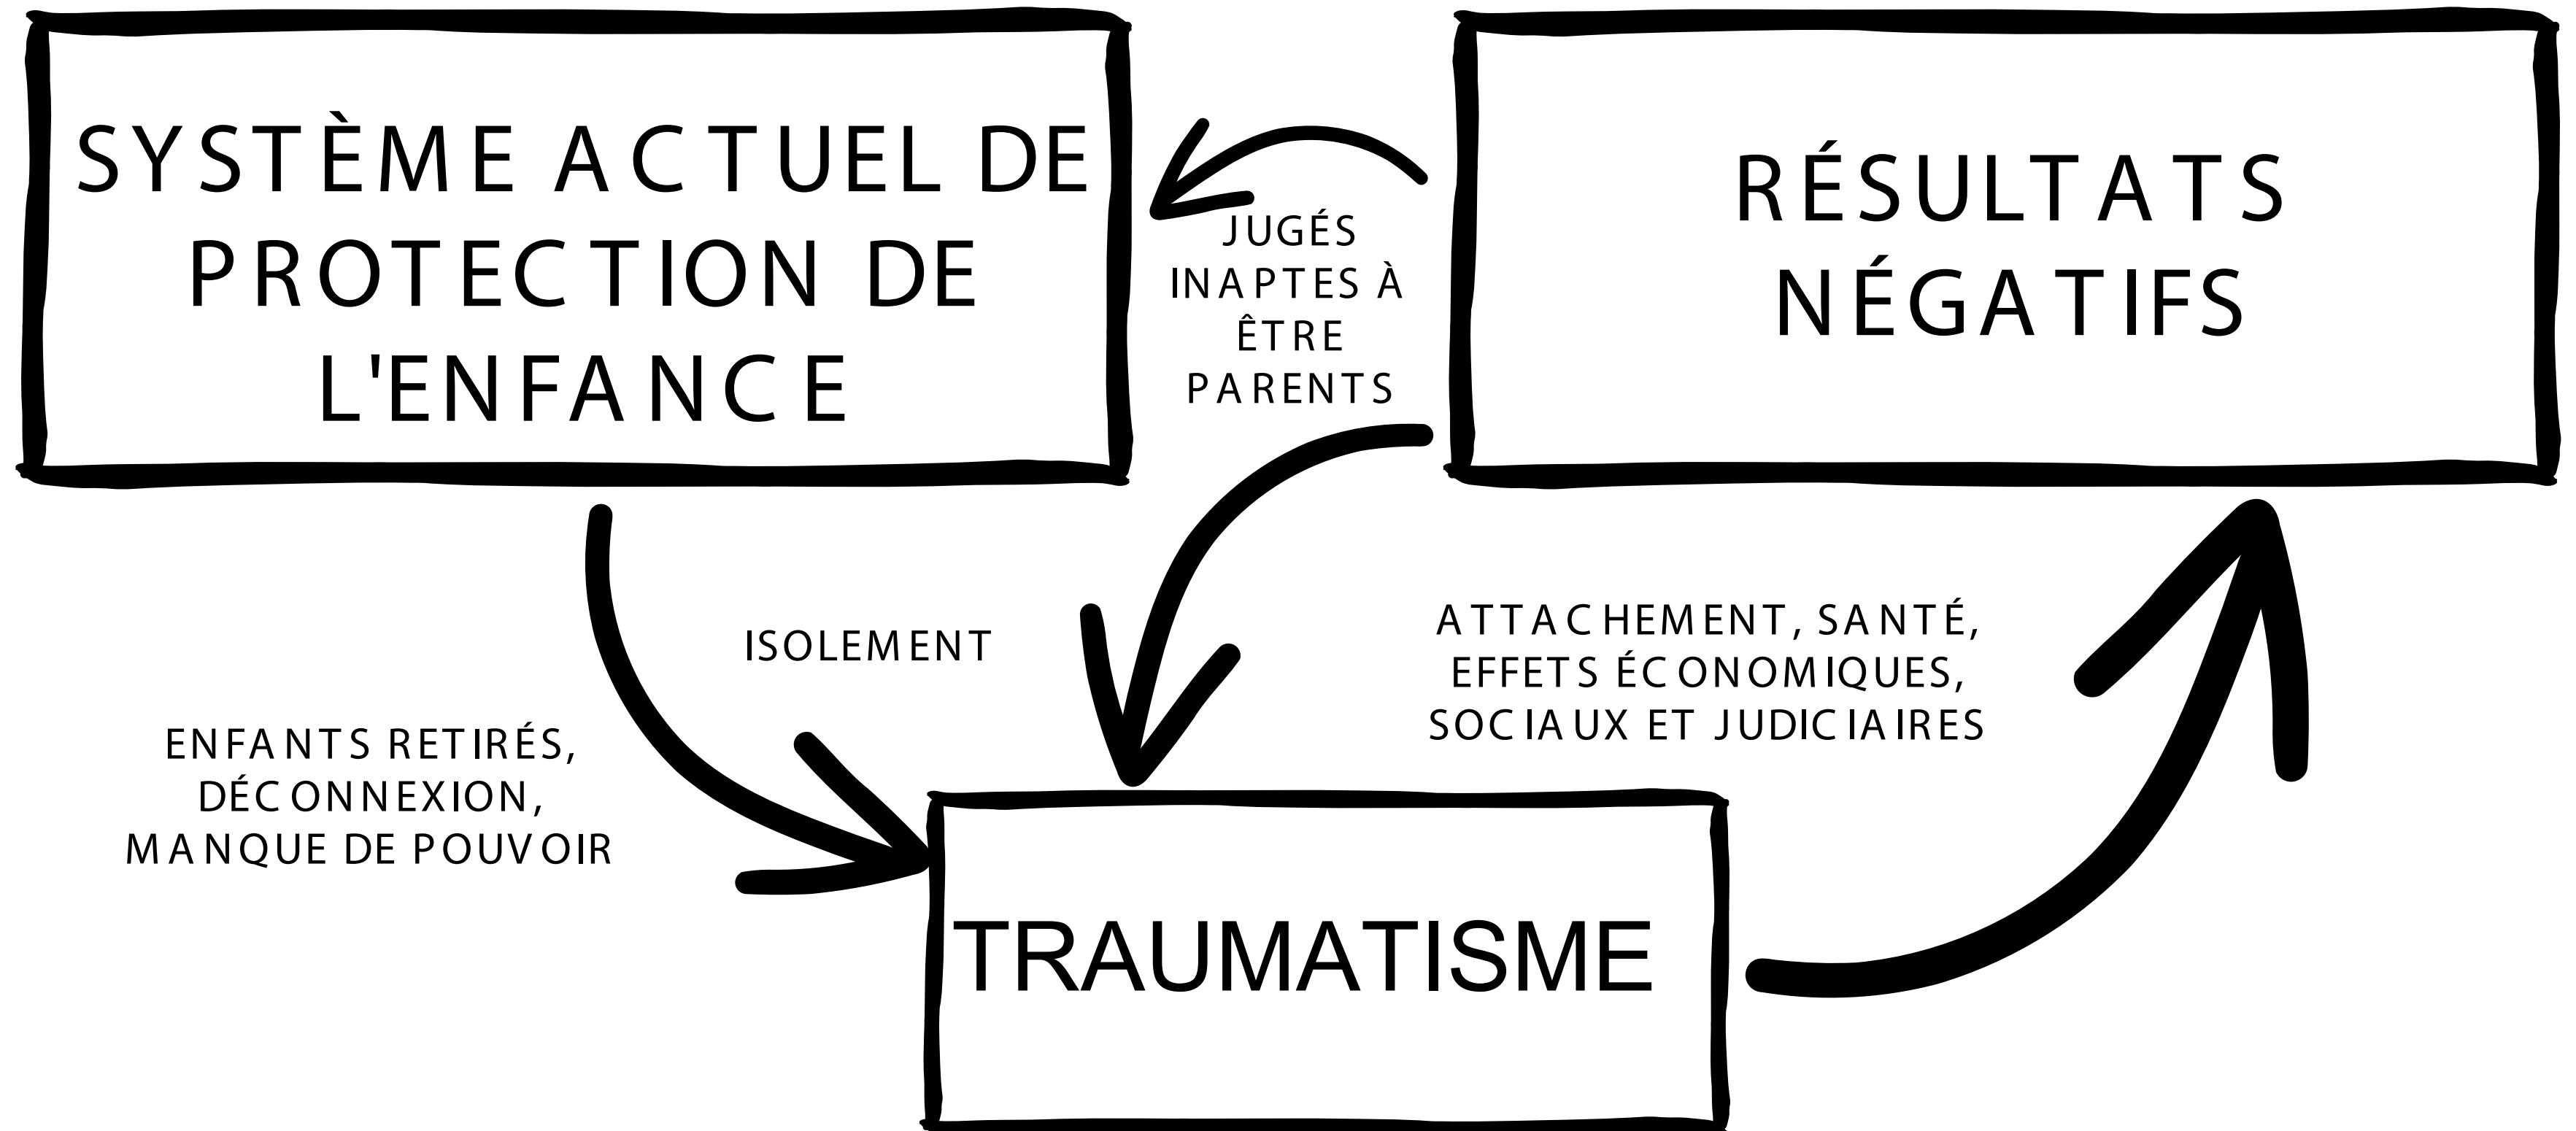 SYSTÈME ACTUEL DE
PROTECTION DE
L'ENFANCE
JUGÉS
INAPTES À
ÊTRE
PARENTS
RÉSULTATS
NÉGATIFS
ISOLEMENT
ENFANTS RETIRÉS,
DÉCONNEXION,
MANQUE DE POUVOIR
ATTACHEMENT, SANTÉ,
EFFETS ÉCONOMIQUES,
SOCIAUX ET JUDICIAIRES
TRAUMATISME